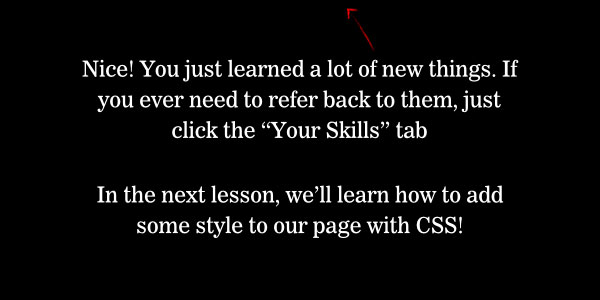 Nice! You just learned a lot of new things. If
you ever need to refer back to them, just
click the “Your Skills” tab
In the next lesson, we’ll learn how to add
some style to our page with CSS!